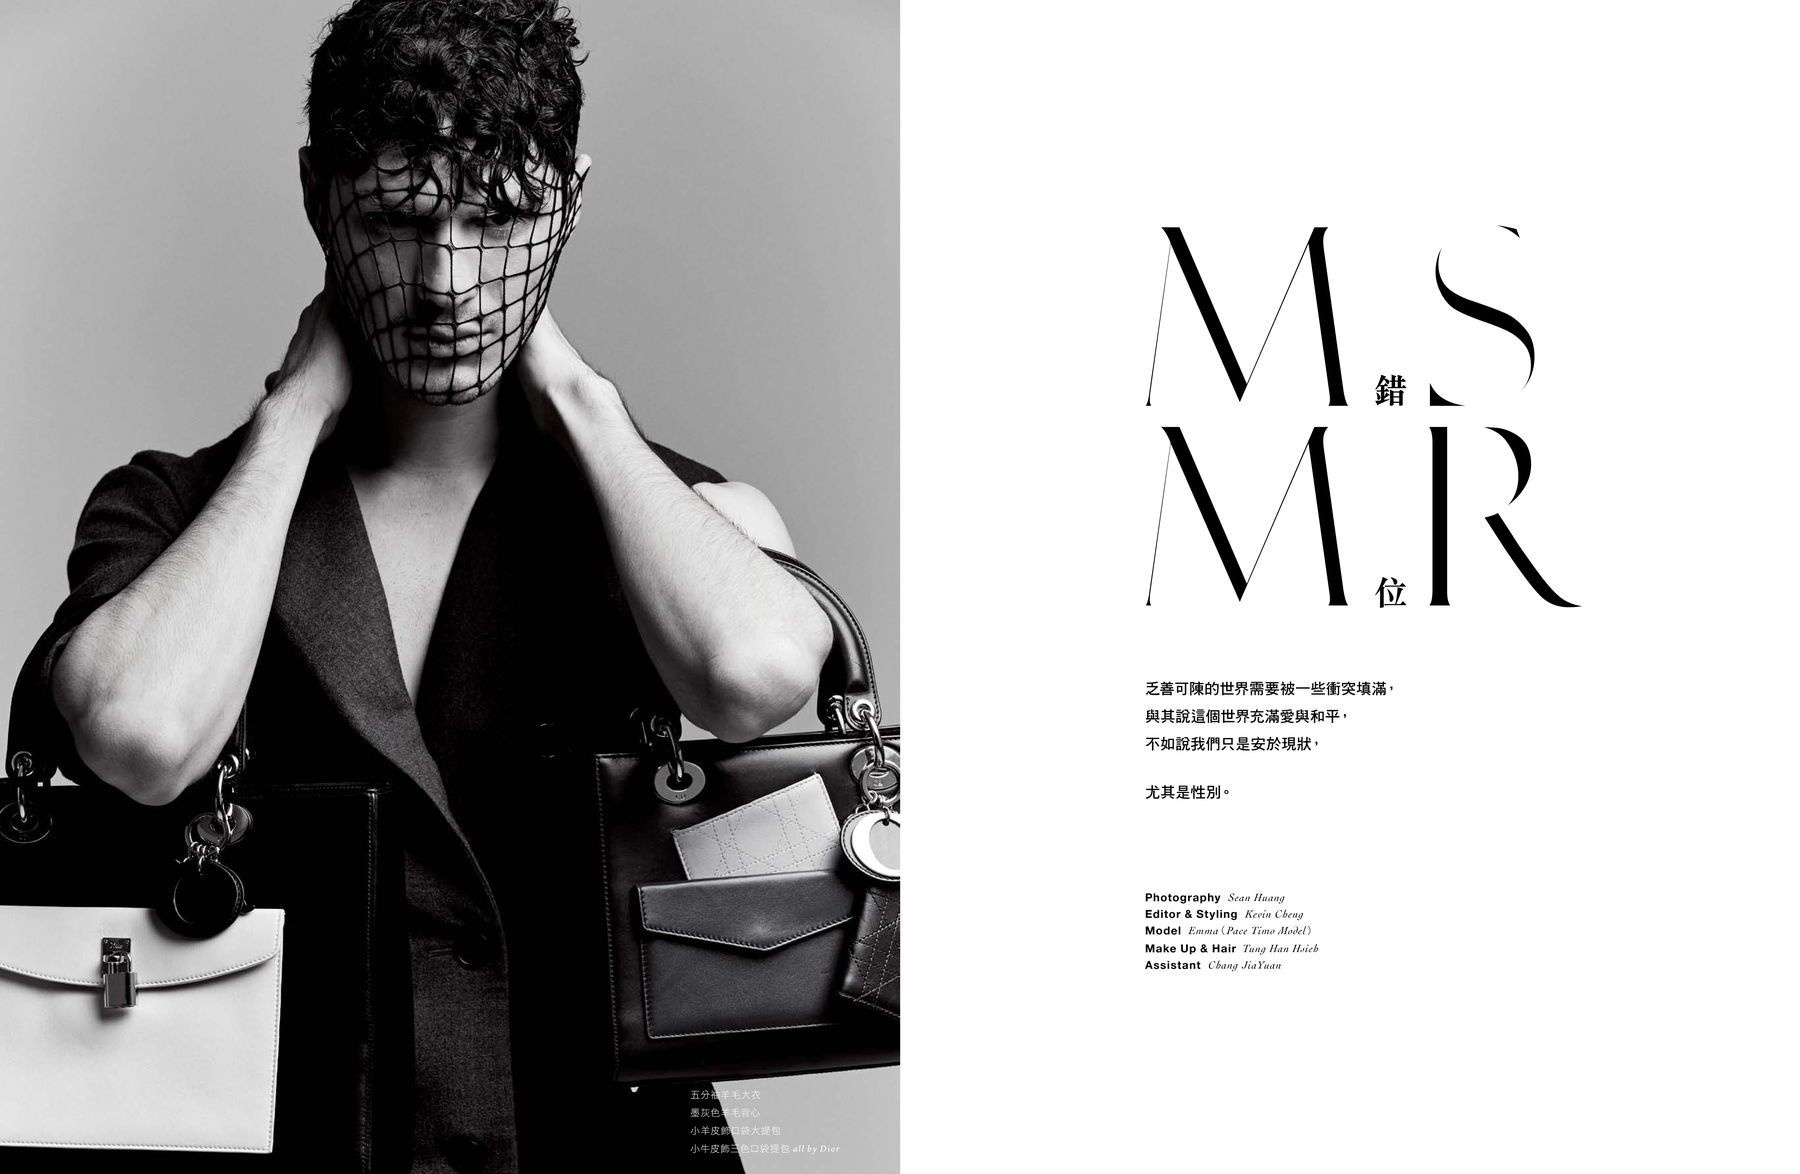 五分袖羊毛大衣
墨灰色羊毛背心
小羊皮飾口袋大提包
小牛皮飾三色口袋提包 all by Dior
M 錯 S
M 位 R
乏善可陳的世界需要被一些衝突填滿，
與其說這個世界充滿愛與和平，
不如說我們只是安於現狀，
尤其是性別。
Photography Sean Huang
Editor & Styling Kevin Cheng
Model Emma（Pace Timo Model）
Make Up & Hair Tung Han Hsieh
Assistant Chang JiaYuan